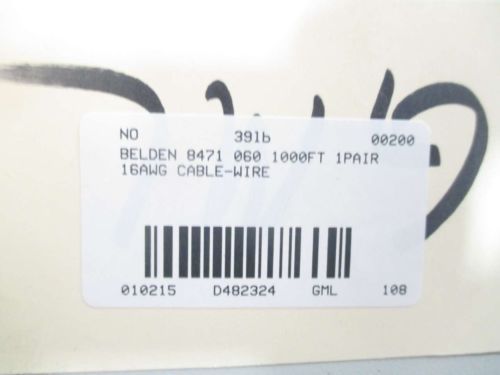 NO 39lb 00200
BELDEN 8471 060 1000FT 1PAIR
16AWG CABLE-WIRE
010215 D482324 GML 108